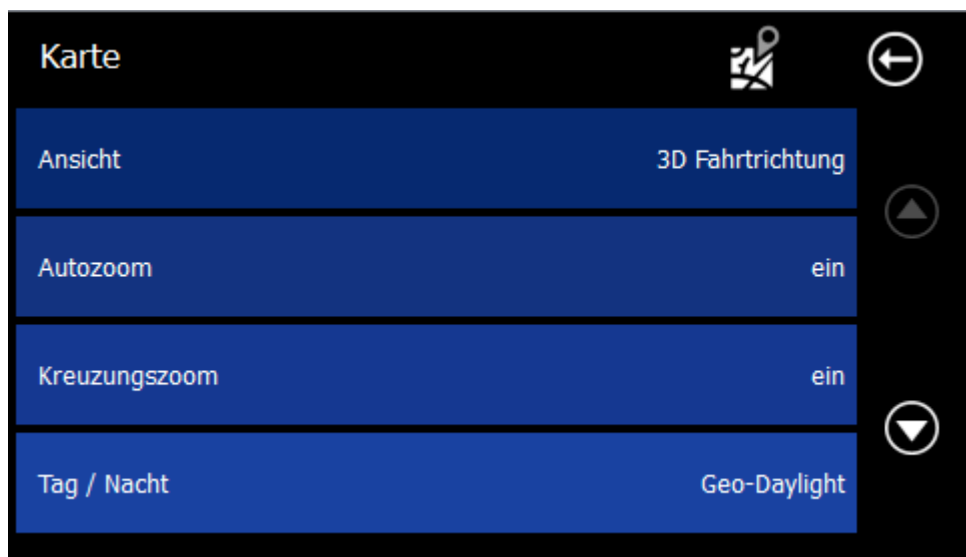 Karte
Ansicht 3D Fahrtrichtung
Autozoom ein
Kreuzungszoom ein
Tag / Nacht Geo-Daylight